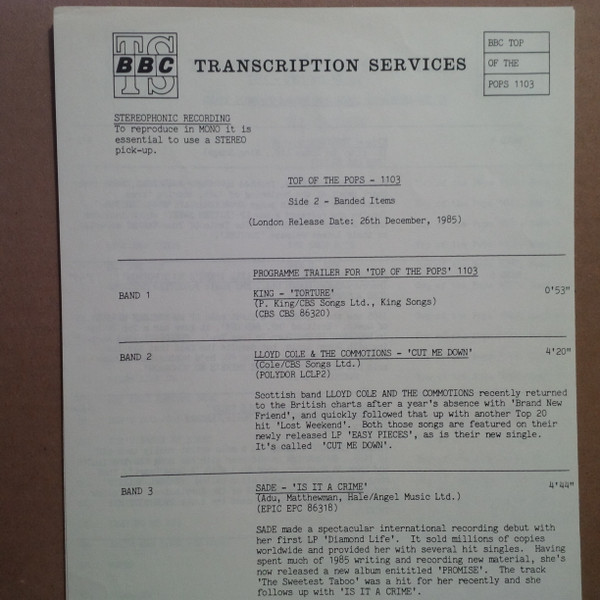 TS
BBC
TRANSCRIPTION SERVICES
BBC TOP
OF THE
POPS 1103
STEREOPHONIC RECORDING
To reproduce in MONO it is
essential to use a STEREO
pick-up.
TOP OF THE POPS - 1103
Side 2 - Banded Items
(London Release Date: 26th December, 1985)
PROGRAMME TRAILER FOR 'TOP OF THE POPS' 1103
BAND 1 KING - 'TORTURE' 0'53"
(P. King/CBS Songs Ltd., King Songs)
(CBS CBS 86320)
BAND 2 LLOYD COLE & THE COMMOTIONS - 'CUT ME DOWN' 4'20"
(Cole/CBS Songs Ltd.)
(POLYDOR LCLP2)
Scottish band LLOYD COLE AND THE COMMOTIONS recently returned
to the British charts after a year's absence with 'Brand New
Friend', and quickly followed that up with another Top 20
hit 'Lost Weekend'. Both those songs are featured on their
newly released LP 'EASY PIECES', as is their new single.
It's called 'CUT ME DOWN'.
BAND 3 SADE - 'IS IT A CRIME' 4'44"
(Adu, Matthewman, Hale/Angel Music Ltd.)
(EPIC EPC 86318)
SADE made a spectacular international recording debut with
her first LP 'Diamond Life'. It sold millions of copies
worldwide and provided her with several hit singles. Having
spent much of 1985 writing and recording new material, she's
now released a new album enititled 'PROMISE'. The track
'The Sweetest Taboo' was a hit for her recently and she
follows up with 'IS IT A CRIME'.